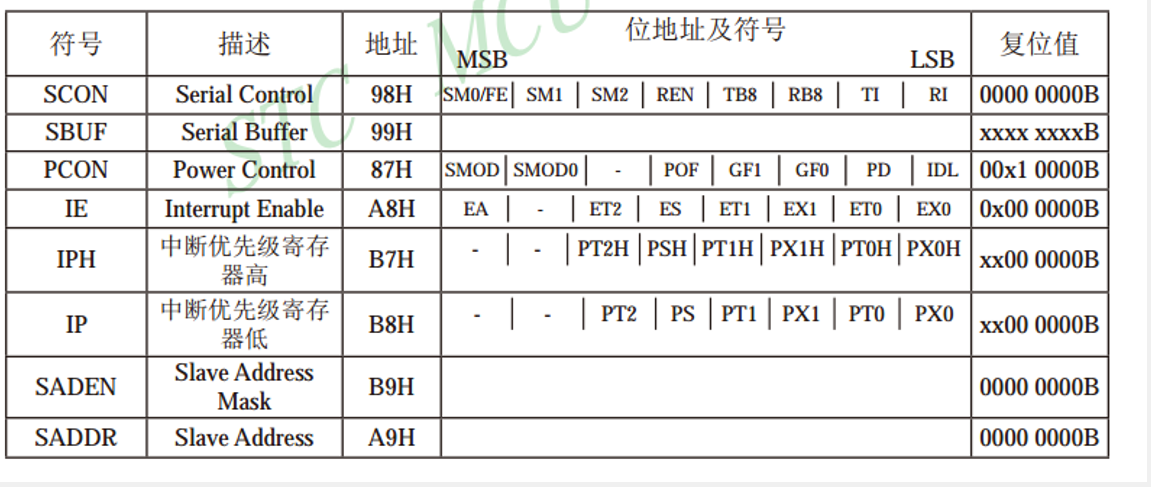 符号 描述 地址 位地址及符号 复位值
MSB LSB
SCON Serial Control 98H SM0/FE SM1 SM2 REN TB8 RB8 TI RI 0000 0000B
SBUF Serial Buffer 99H xxxx xxxxB
PCON Power Control 87H SMOD SMOD0 - POF GF1 GF0 PD IDL 00x1 0000B
IE Interrupt Enable A8H EA - ET2 ES ET1 EX1 ET0 EX0 0x00 0000B
IPH 中断优先级寄存 B7H - - PT2H PSH PT1H PX1H PT0H PX0H xx00 0000B
器高
IP 中断优先级寄存 B8H - - PT2 PS PT1 PX1 PT0 PX0 xx00 0000B
器低
SADEN Slave Address B9H 0000 0000B
Mask
SADDR Slave Address A9H 0000 0000B
STC MCU